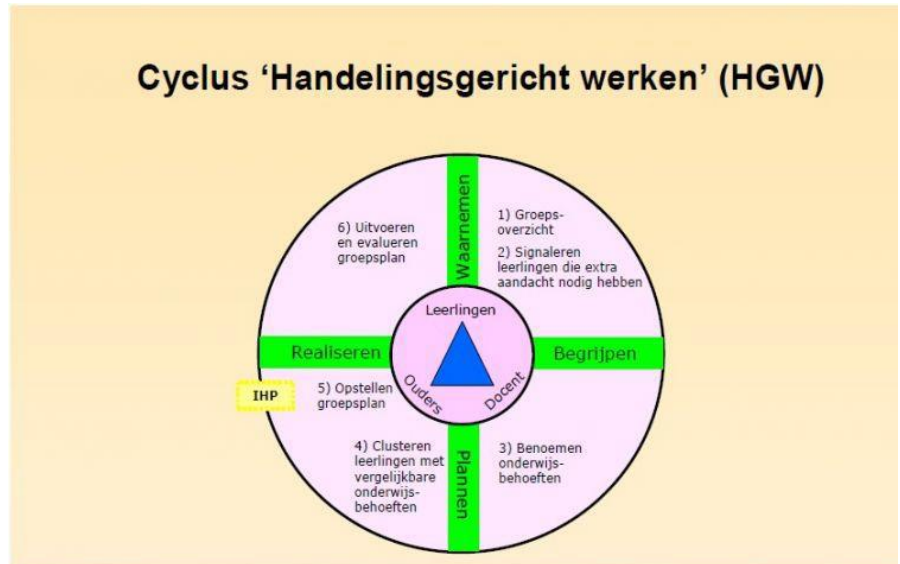 Cyclus ‘Handelingsgericht werken’ (HGW)
Waarnemen
1) Groeps-
overzicht
2) Signaleren
leerlingen die extra
aandacht nodig hebben
Begrijpen
3) Benoemen
onderwijs-
behoeften
Plannen
4) Clusteren
leerlingen met
vergelijkbare
onderwijs-
behoeften
5) Opstellen
groepsplan
IHP
Realiseren
6) Uitvoeren
en evalueren
groepsplan
Leerlingen
Ouders
Docent